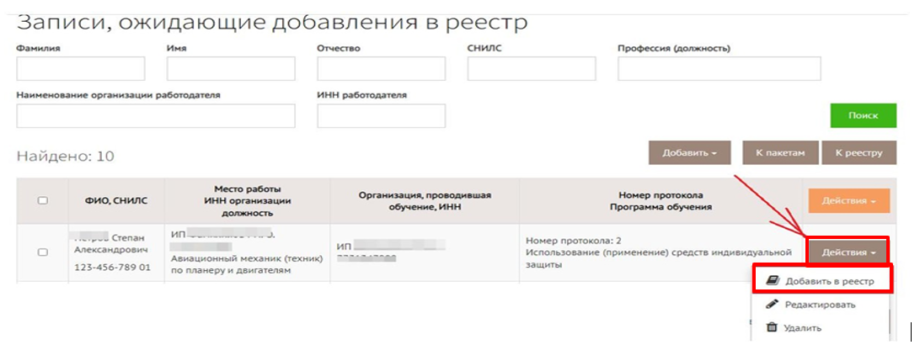 Записи, ожидающие добавления в реестр
Фамилия Имя Отчество СНИЛС Профессия (должность)
Наименование организации работодателя ИНН работодателя
Поиск
Найдено: 10 Добавить К пакетам К реестру
ФИО, СНИЛС
Место работы
ИНН организации
должность
Организация, проводившая
обучение, ИНН
Номер протокола
Программа обучения
Действия
Степан
Александрович
123-456-789 01
ИП
Авиационный механик (техник)
по планеру и двигателям
ИП
Номер протокола: 2
Использование (применение) средств индивидуальной
защиты
Действия
Добавить в реестр
Редактировать
Удалить